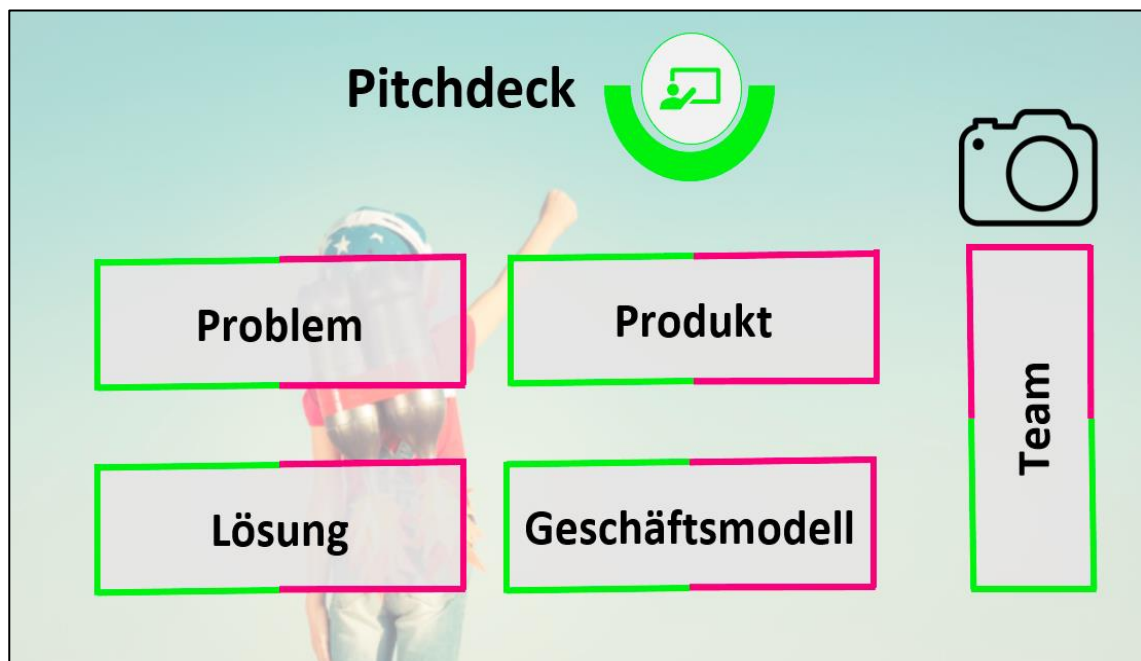 Pitchdeck
Problem
Produkt
Team
Lösung
Geschäftsmodell